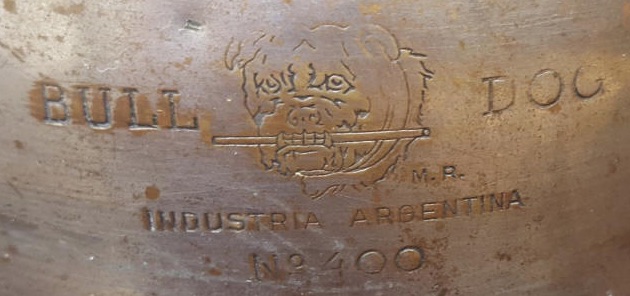 BULL DOG
M.R.
INDUSTRIA ARGENTINA
Nº 400